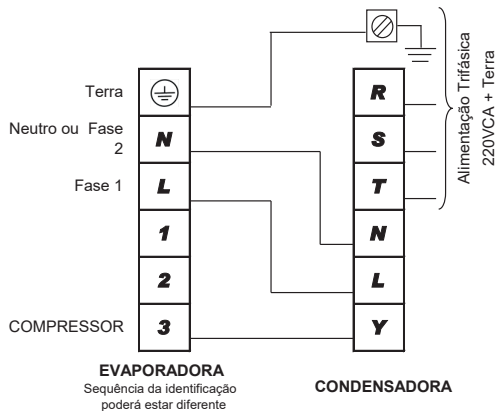 Terra
Neutro ou Fase
2
N
Fase 1
L
1
2
COMPRESSOR
3
EVAPORADORA
Sequência da identificação
poderá estar diferente
R
S
T
N
L
Y
CONDENSADORA
Alimentação Trifásica
220VCA + Terra